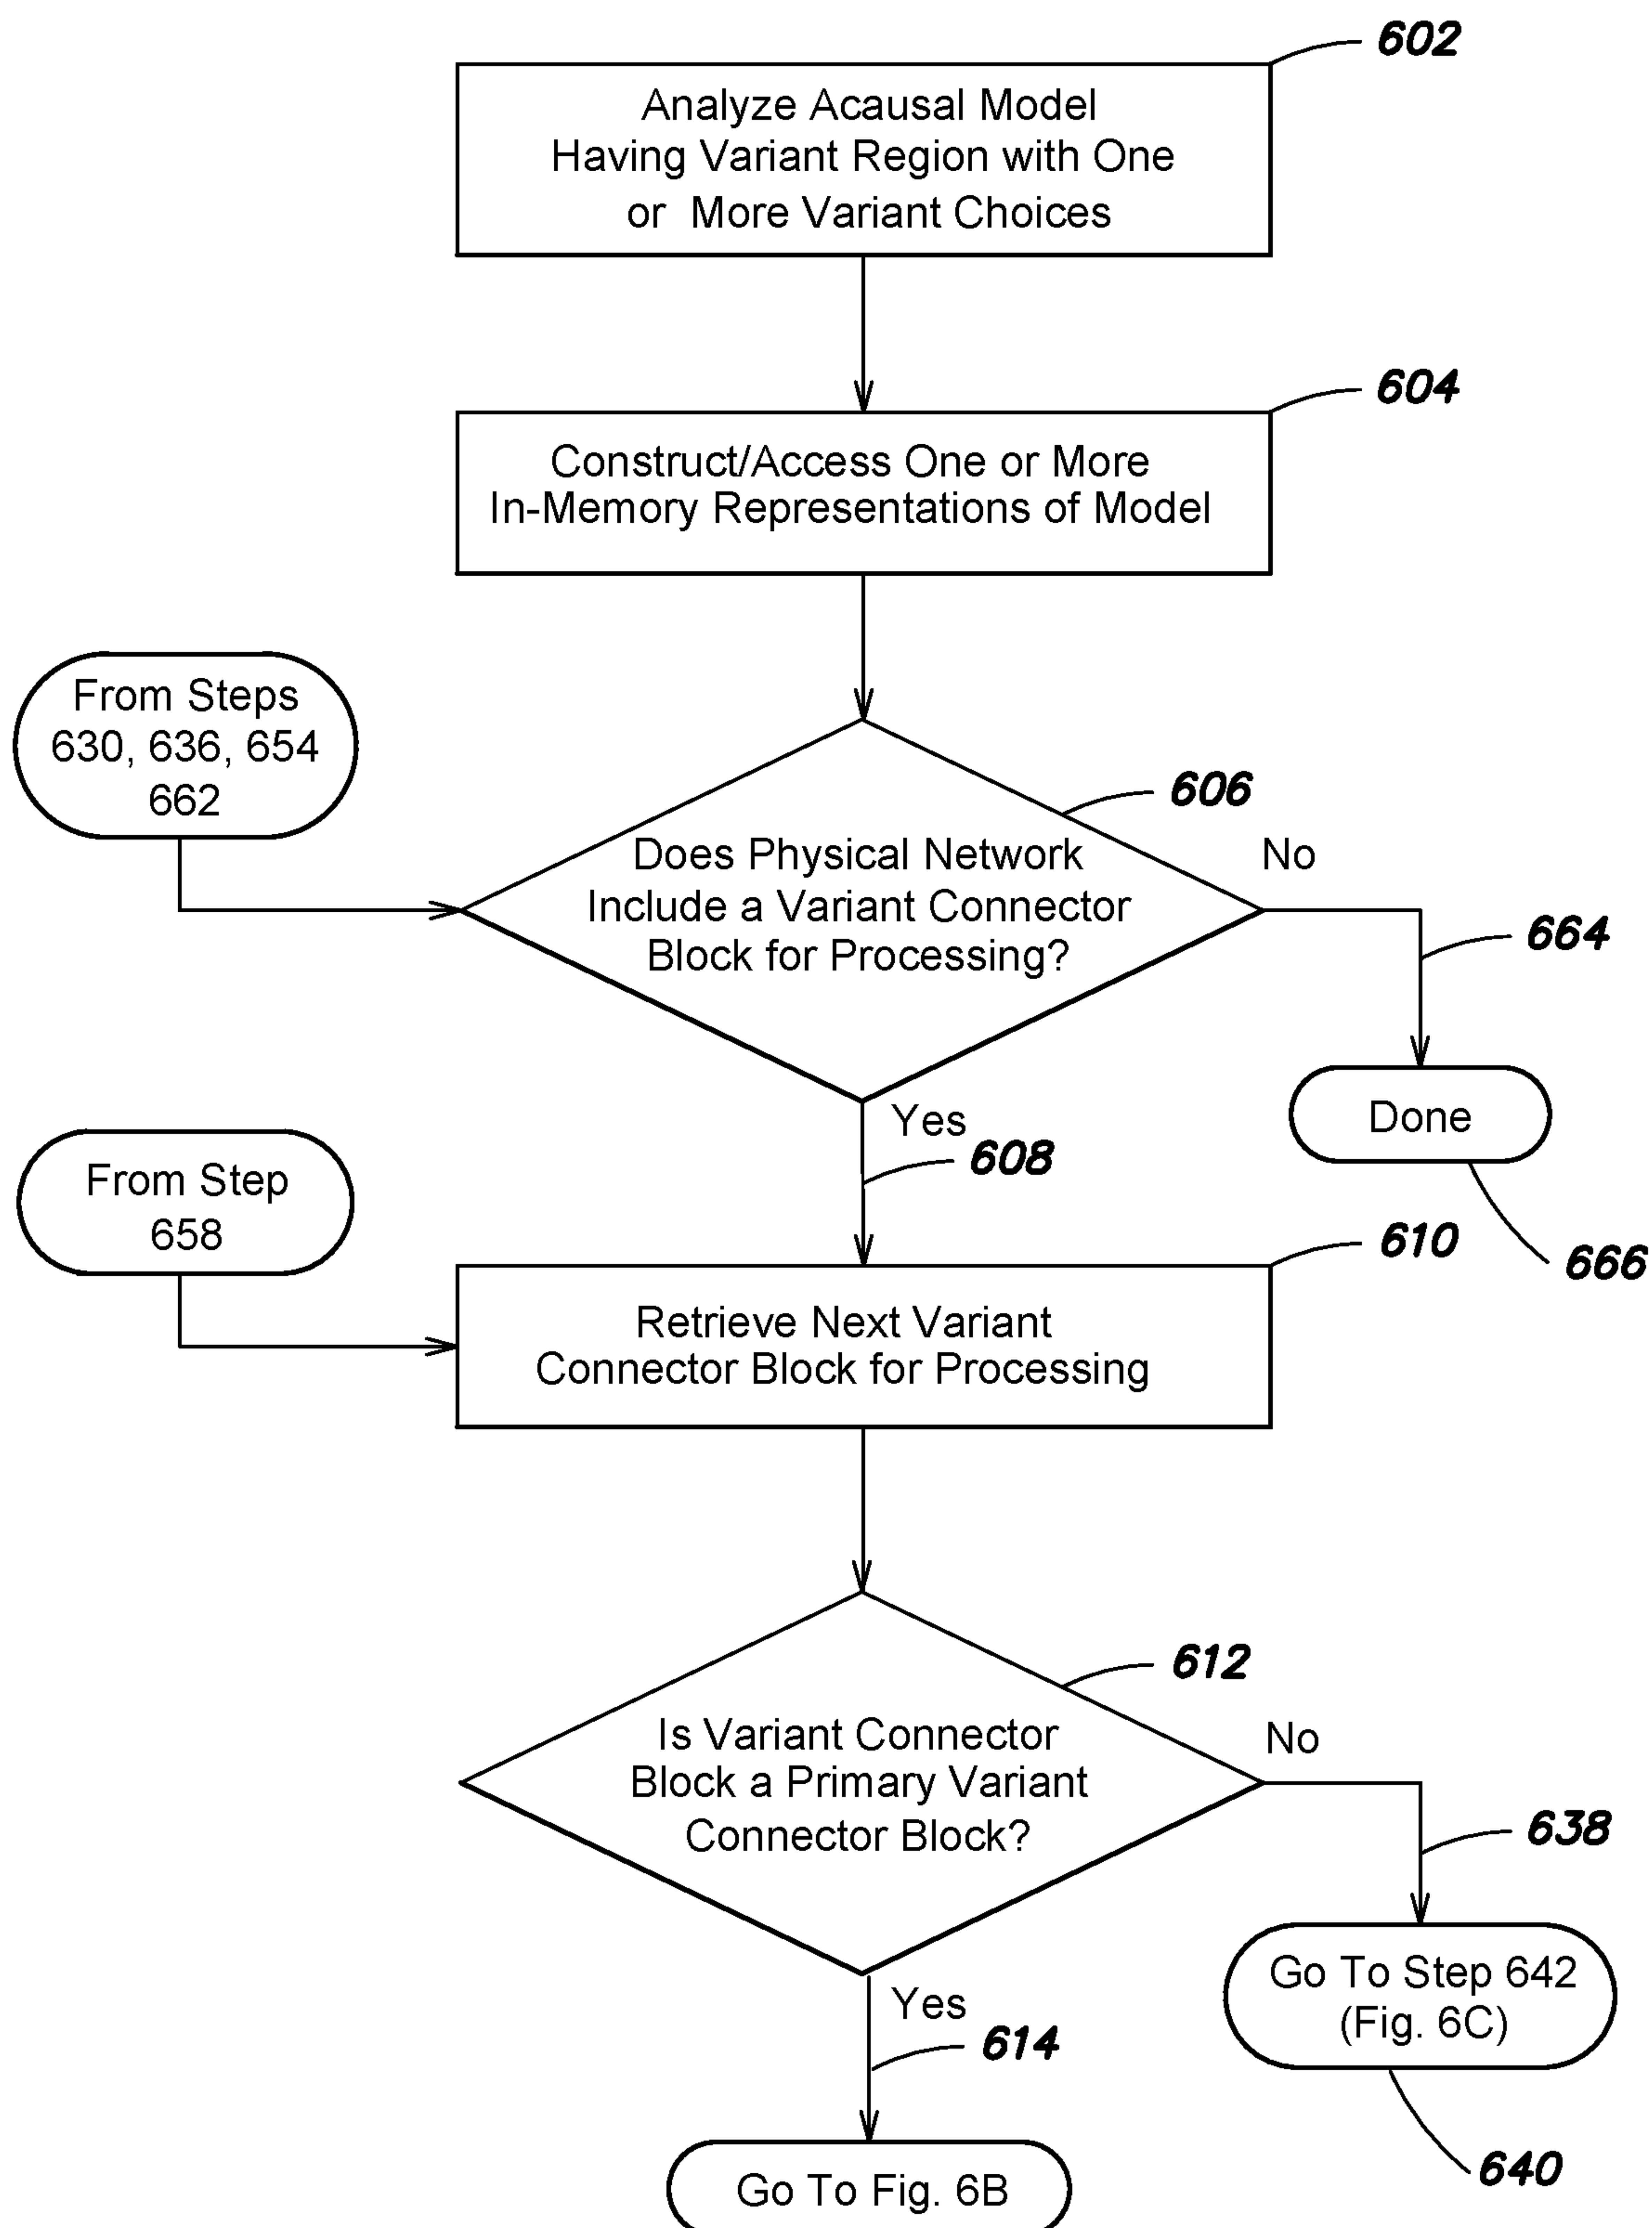 602
Analyze Acausal Model
Having Variant Region with One
or More Variant Choices
604
Construct/Access One or More
In-Memory Representations of Model
From Steps
630, 636, 654
662
606
Does Physical Network
Include a Variant Connector
Block for Processing?
No
664
Done
666
Yes
608
From Step
658
610
Retrieve Next Variant
Connector Block for Processing
612
Is Variant Connector
Block a Primary Variant
Connector Block?
No
638
Go To Step 642
(Fig. 6C)
640
Yes
614
Go To Fig. 6B